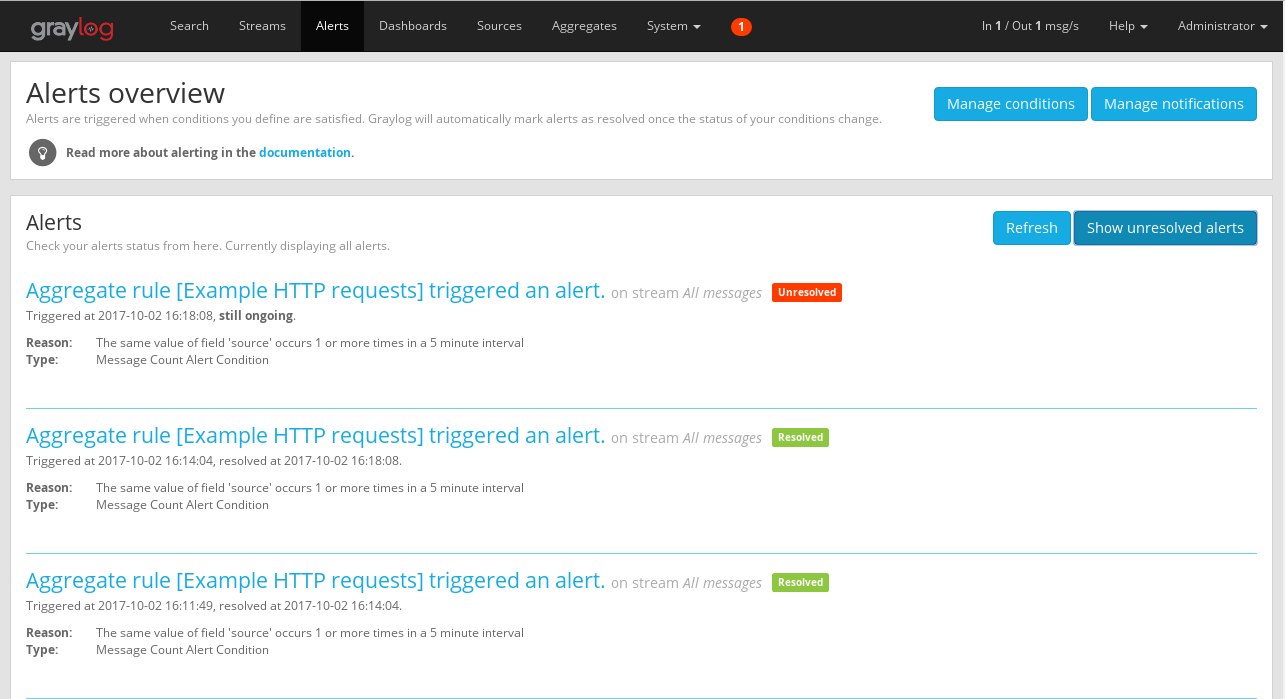 graylog Search Streams Alerts Dashboards Sources Aggregates System 1 In 1 / Out 1 msg/s Help Administrator
Alerts overview
Alerts are triggered when conditions you define are satisfied. Graylog will automatically mark alerts as resolved once the status of your conditions change.
Manage conditions Manage notifications
Read more about alerting in the documentation.
Alerts
Check your alerts status from here. Currently displaying all alerts.
Refresh Show unresolved alerts
Aggregate rule [Example HTTP requests] triggered an alert. on stream All messages Unresolved
Triggered at 2017-10-02 16:18:08, still ongoing.
Reason: The same value of field 'source' occurs 1 or more times in a 5 minute interval
Type: Message Count Alert Condition
Aggregate rule [Example HTTP requests] triggered an alert. on stream All messages Resolved
Triggered at 2017-10-02 16:14:04, resolved at 2017-10-02 16:18:08.
Reason: The same value of field 'source' occurs 1 or more times in a 5 minute interval
Type: Message Count Alert Condition
Aggregate rule [Example HTTP requests] triggered an alert. on stream All messages Resolved
Triggered at 2017-10-02 16:11:49, resolved at 2017-10-02 16:14:04.
Reason: The same value of field 'source' occurs 1 or more times in a 5 minute interval
Type: Message Count Alert Condition